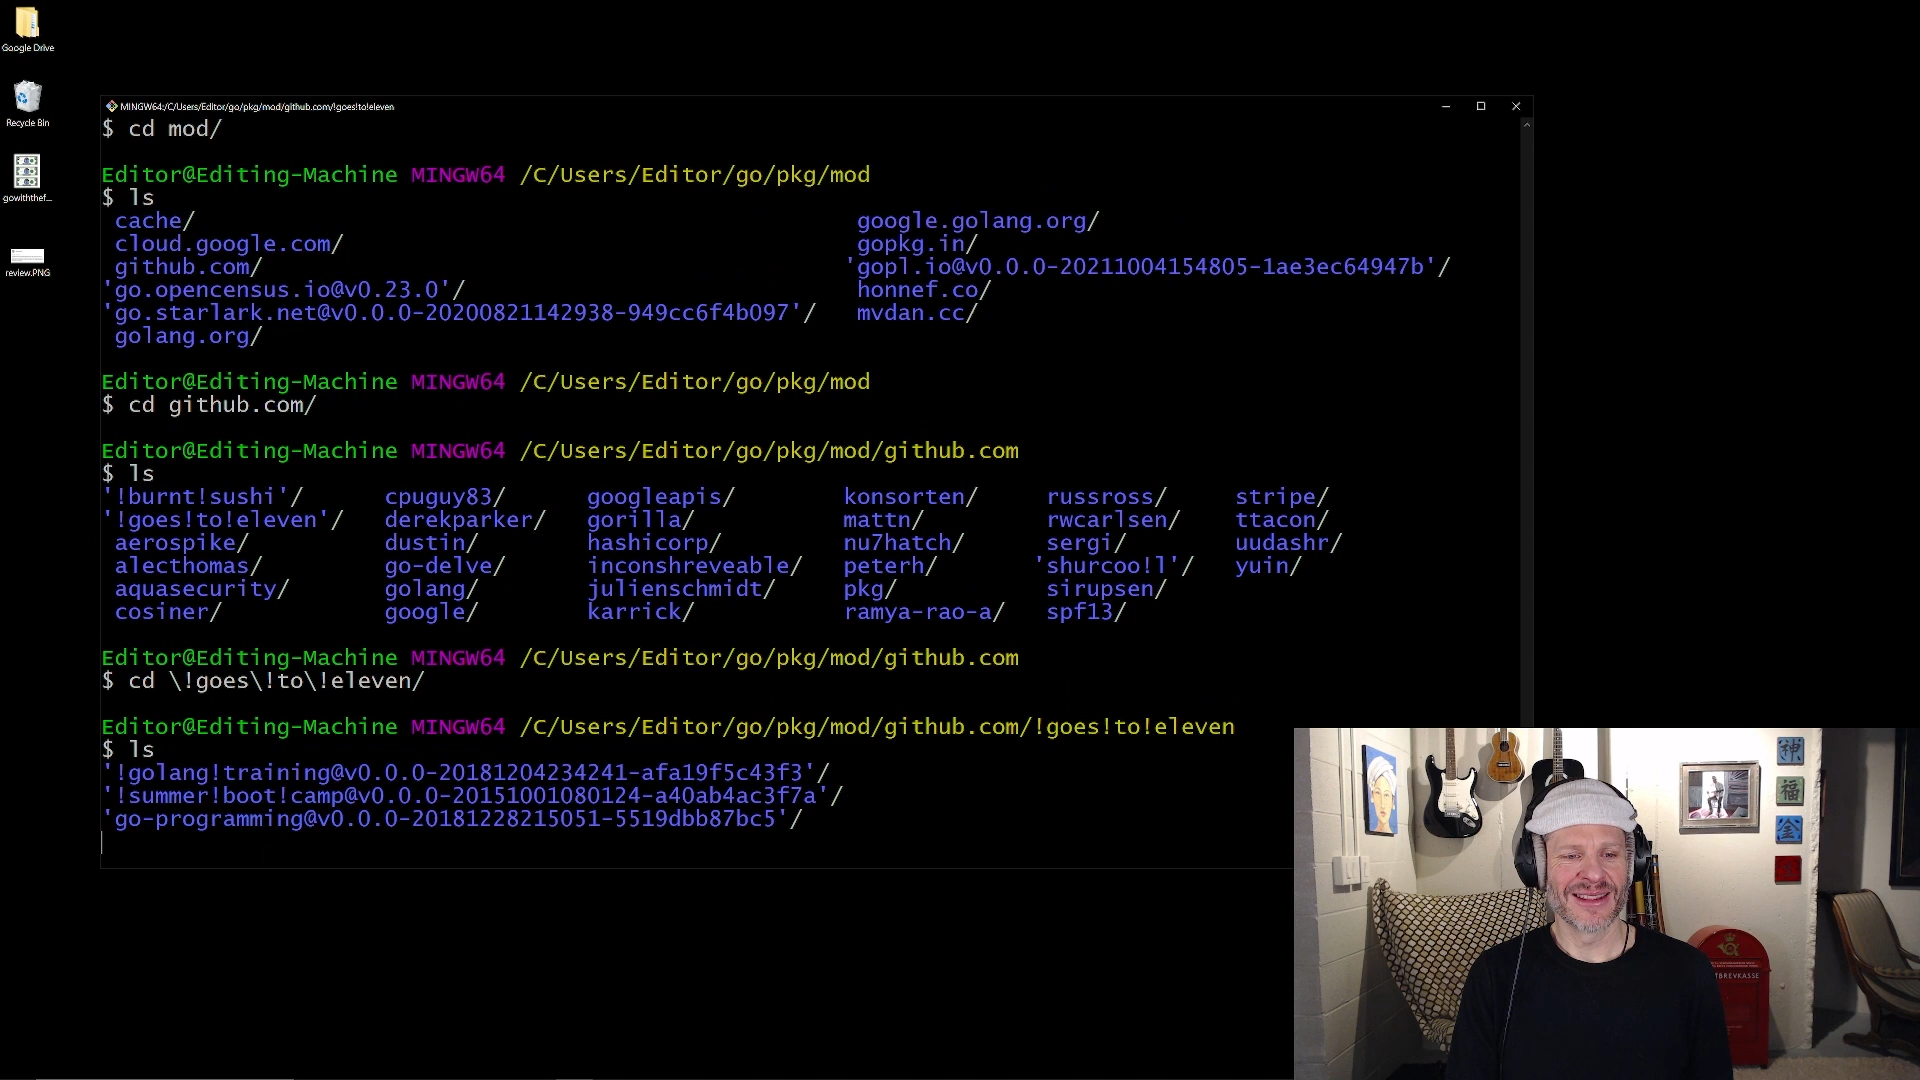 Google Drive
Recycle Bin
gowiththef...
review.PNG
MINGW64:/C/Users/Editor/go/pkg/mod/github.com/!goes!to!eleven
$ cd mod/
Editor@Editing-Machine MINGW64 /C/Users/Editor/go/pkg/mod
$ ls
cache/ google.golang.org/
cloud.google.com/ gopkg.in/
github.com/ 'gopl.io@v0.0.0-20211004154805-1ae3ec64947b'/
'go.opencensus.io@v0.23.0'/ honnef.co/
'go.starlark.net@v0.0.0-20200821142938-949cc6f4b097'/ mvdan.cc/
golang.org/
Editor@Editing-Machine MINGW64 /C/Users/Editor/go/pkg/mod
$ cd github.com/
Editor@Editing-Machine MINGW64 /C/Users/Editor/go/pkg/mod/github.com
$ ls
'!burnt!sushi'/ cpuguy83/ googleapis/ konsorten/ russross/ stripe/
'!goes!to!eleven'/ derekparker/ gorilla/ mattn/ rwcarlsen/ ttacon/
aerospike/ dustin/ hashicorp/ nu7hatch/ sergi/ uudashr/
alecthomas/ go-delve/ inconshreveable/ peterh/ 'shurcoo!l'/ yuin/
aquasecurity/ golang/ julienschmidt/ pkg/ sirupsen/
cosiner/ google/ karrick/ ramya-rao-a/ spf13/
Editor@Editing-Machine MINGW64 /C/Users/Editor/go/pkg/mod/github.com
$ cd \!goes\!to\!eleven/
Editor@Editing-Machine MINGW64 /C/Users/Editor/go/pkg/mod/github.com/!goes!to!eleven
$ ls
'!golang!training@v0.0.0-20181204234241-afa19f5c43f3'/
'!summer!boot!camp@v0.0.0-20151001080124-a40ab4ac3f7a'/
'go-programming@v0.0.0-20181228215051-5519dbb87bc5'/
神
福
金